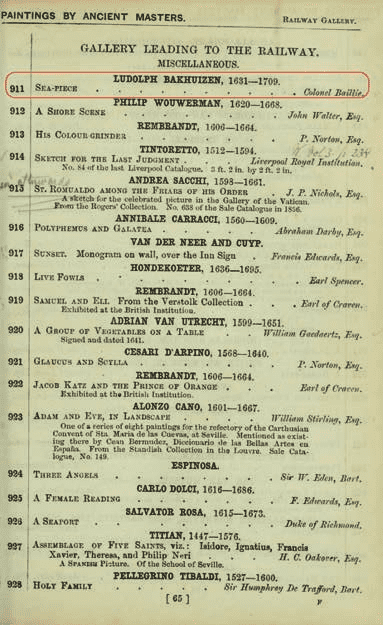 PAINTINGS BY ANCIENT MASTERS. RAILWAY GALLERY.
GALLERY LEADING TO THE RAILWAY.
MISCELLANEOUS.
LUDOLPH BAKHUIZEN, 1631—1709.
911 SEA-PIECE . . . . . . . Colonel Baillie.
PHILIP WOUWERMAN, 1620—1668.
912 A SHORE SCENE . . . . . John Walter, Esq.
REMBRANDT, 1606—1664.
913 HIS COLOUR-GRINDER . . . . . P. Norton, Esq.
TINTORETTO, 1512—1594.
914 SKETCH FOR THE LAST JUDGMENT . Liverpool Royal Institution.
No. 84 of the last Liverpool Catalogue. 3 ft. 2 in. by 2 ft. 2 in.
ANDREA SACCHI, 1598—1661.
915 ST. ROMUALDO AMONG THE FRIARS OF HIS ORDER . J. P. Nichols, Esq.
A sketch for the celebrated picture in the Gallery of the Vatican.
From the Rogers' Collection. No. 638 of the Sale Catalogue in 1856.
ANNIBALE CARRACCI, 1560—1609.
916 POLYPHEMUS AND GALATEA . . . Abraham Darby, Esq.
VAN DER NEER AND CUYP.
917 SUNSET. Monogram on wall, over the Inn Sign . Francis Edwards, Esq.
HONDEKOETER, 1636—1695.
918 LIVE FOWLS . . . . . . . Earl Spencer.
REMBRANDT, 1606—1664.
919 SAMUEL AND ELI. From the Verstolk Collection . . Earl of Craven.
Exhibited at the British Institution.
ADRIAN VAN UTRECHT, 1599—1651.
920 A GROUP OF VEGETABLES ON A TABLE . William Gaedaertz, Esq.
Signed and dated 1641.
CESARI D'ARPINO, 1568—1640.
921 GLAUCUS AND SCYLLA . . . . . P. Norton, Esq.
REMBRANDT, 1606—1664.
922 JACOB KATZ AND THE PRINCE OF ORANGE . . Earl of Craven.
Exhibited at the British Institution.
ALONZO CANO, 1601—1667.
923 ADAM AND EVE, IN LANDSCAPE . . William Stirling, Esq.
One of a series of eight paintings for the refectory of the Carthusian
Convent of Sta. Maria de las Cuevas, at Seville. Mentioned as exist-
ing there by Cean Bermudez, Diccionario de las Bellas Artes en
España. From the Standish Collection in the Louvre. Sale Cata-
logue, No. 149.
ESPINOSA.
924 THREE ANGELS . . . . . Sir W. Eden, Bart.
CARLO DOLCI, 1616—1686.
925 A FEMALE READING . . . . . F. Edwards, Esq.
SALVATOR ROSA, 1615—1673.
926 A SEAPORT . . . . . . Duke of Richmond.
TITIAN, 1447—1576.
927 ASSEMBLAGE OF FIVE SAINTS, viz.: Isidore, Ignatius, Francis
Xavier, Theresa, and Philip Neri . . H. C. Oakover, Esq.
A SPANISH PICTURE. Of the School of Seville.
PELLEGRINO TIBALDI, 1527—1600.
928 HOLY FAMILY . . . Sir Humphrey De Trafford, Bart.
[ 65 ] F